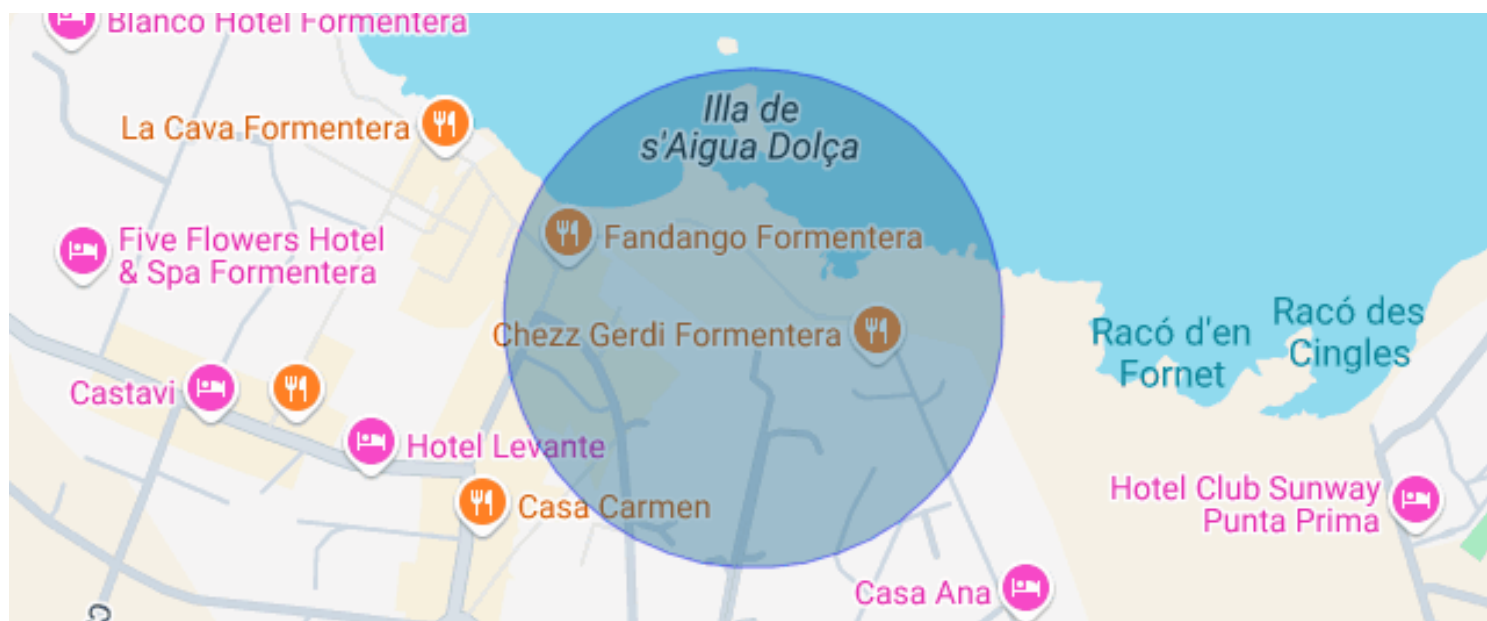 Blanco Hotel Formentera
La Cava Formentera
Illa de
s'Aigua Dolça
Five Flowers Hotel
& Spa Formentera
Fandango Formentera
Chezz Gerdi Formentera
Racó d'en
Fornet
Racó des
Cingles
Castavi
Hotel Levante
Casa Carmen
Hotel Club Sunway
Punta Prima
Casa Ana